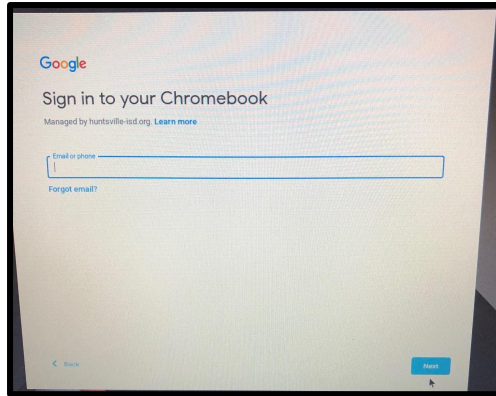 Google
Sign in to your Chromebook
Managed by huntsville-isd.org. Learn more
Email or phone
Forgot email?
Back
Next